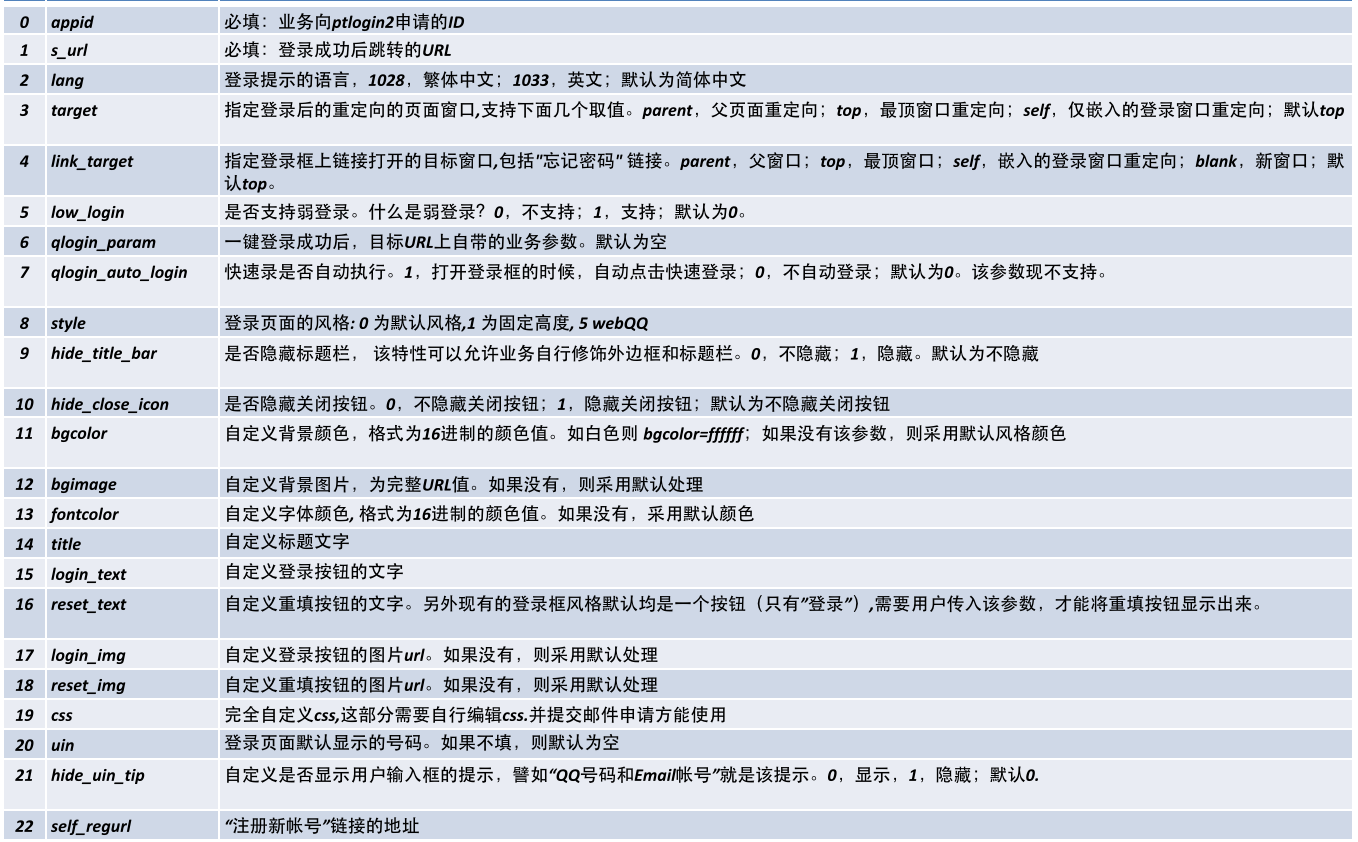 0 appid 必填：业务向ptlogin2申请的ID
1 s_url 必填：登录成功后跳转的URL
2 lang 登录提示的语言，1028，繁体中文；1033，英文；默认为简体中文
3 target 指定登录后的重定向的页面窗口,支持下面几个取值。parent，父页面重定向；top，最顶窗口重定向；self，仅嵌入的登录窗口重定向；默认top
4 link_target 指定登录框上链接打开的目标窗口,包括"忘记密码" 链接。parent，父窗口；top，最顶窗口；self，嵌入的登录窗口重定向；blank，新窗口；默
认top。
5 low_login 是否支持弱登录。什么是弱登录？0，不支持；1，支持；默认为0。
6 qlogin_param 一键登录成功后，目标URL上自带的业务参数。默认为空
7 qlogin_auto_login 快速录是否自动执行。1，打开登录框的时候，自动点击快速登录；0，不自动登录；默认为0。该参数现不支持。
8 style 登录页面的风格: 0 为默认风格,1 为固定高度, 5 webQQ
9 hide_title_bar 是否隐藏标题栏， 该特性可以允许业务自行修饰外边框和标题栏。0，不隐藏；1，隐藏。默认为不隐藏
10 hide_close_icon 是否隐藏关闭按钮。0，不隐藏关闭按钮；1，隐藏关闭按钮；默认为不隐藏关闭按钮
11 bgcolor 自定义背景颜色，格式为16进制的颜色值。如白色则 bgcolor=ffffff；如果没有该参数，则采用默认风格颜色
12 bgimage 自定义背景图片，为完整URL值。如果没有，则采用默认处理
13 fontcolor 自定义字体颜色, 格式为16进制的颜色值。如果没有，采用默认颜色
14 title 自定义标题文字
15 login_text 自定义登录按钮的文字
16 reset_text 自定义重填按钮的文字。另外现有的登录框风格默认均是一个按钮（只有”登录”）,需要用户传入该参数，才能将重填按钮显示出来。
17 login_img 自定义登录按钮的图片url。如果没有，则采用默认处理
18 reset_img 自定义重填按钮的图片url。如果没有，则采用默认处理
19 css 完全自定义css,这部分需要自行编辑css.并提交邮件申请方能使用
20 uin 登录页面默认显示的号码。如果不填，则默认为空
21 hide_uin_tip 自定义是否显示用户输入框的提示，譬如“QQ号码和Email帐号”就是该提示。0，显示，1，隐藏；默认0.
22 self_regurl “注册新帐号”链接的地址